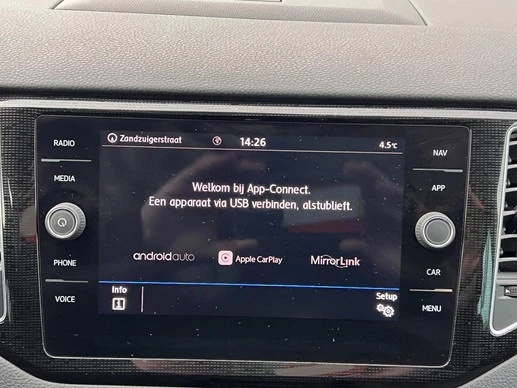 Zandzuigerstraat 14:26 4.5°C
RADIO
MEDIA
PHONE
VOICE
Welkom bij App-Connect.
Een apparaat via USB verbinden, alstublieft.
androidauto Apple CarPlay MirrorLink
Info Setup
NAV
APP
CAR
MENU